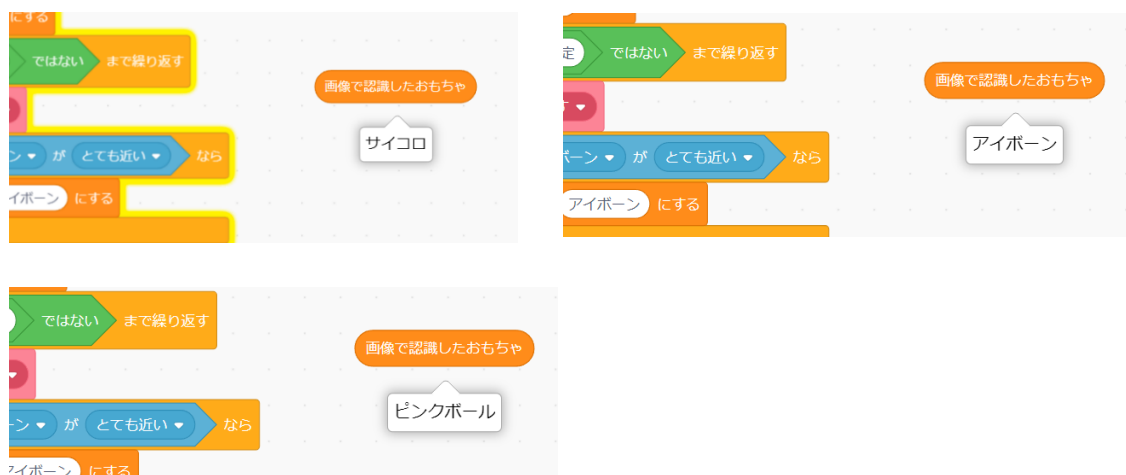 にする
ではない まで繰り返す
画像で認識したおもちゃ
サイコロ
ン が とても近い なら
イボーン にする
定 ではない まで繰り返す
画像で認識したおもちゃ
アイボーン
す
ボーン が とても近い なら
アイボーン にする
ではない まで繰り返す
画像で認識したおもちゃ
ピンクボール
ーン が とても近い なら
アイボーン にする